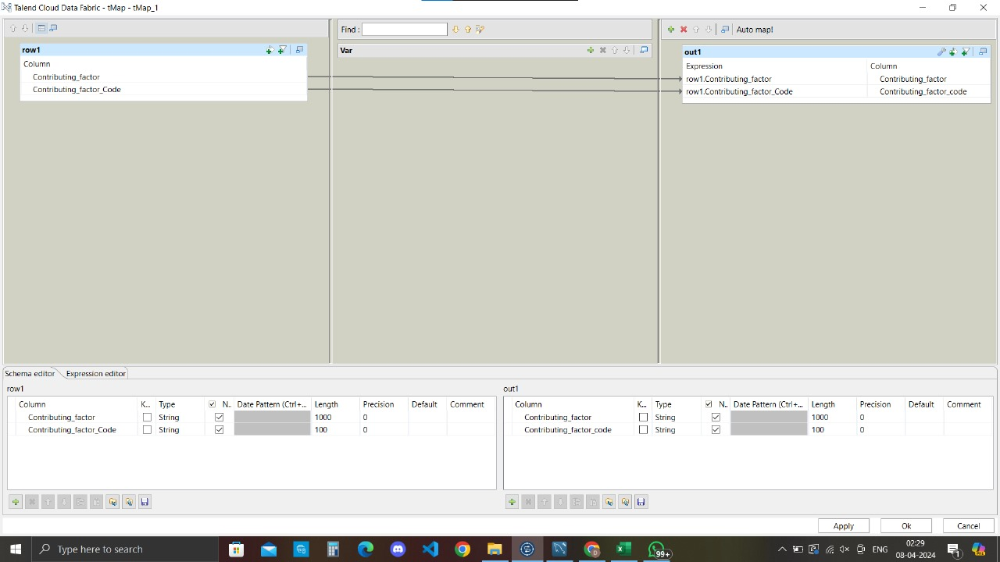 Talend Cloud Data Fabric - tMap - tMap_1
Find :
Auto map!
row1
Column
Contributing_factor
Contributing_factor_Code
Var
out1
Expression Column
row1.Contributing_factor Contributing_factor
row1.Contributing_factor_Code Contributing_factor_code
Schema editor Expression editor
row1
Column K... Type N.. Date Pattern (Ctrl+... Length Precision Default Comment
Contributing_factor String 1000 0
Contributing_factor_Code String 100 0
out1
Column K... Type N.. Date Pattern (Ctrl+... Length Precision Default Comment
Contributing_factor String 1000 0
Contributing_factor_code String 100 0
Apply Ok Cancel
Type here to search
99+
ENG
02:29
08-04-2024
1